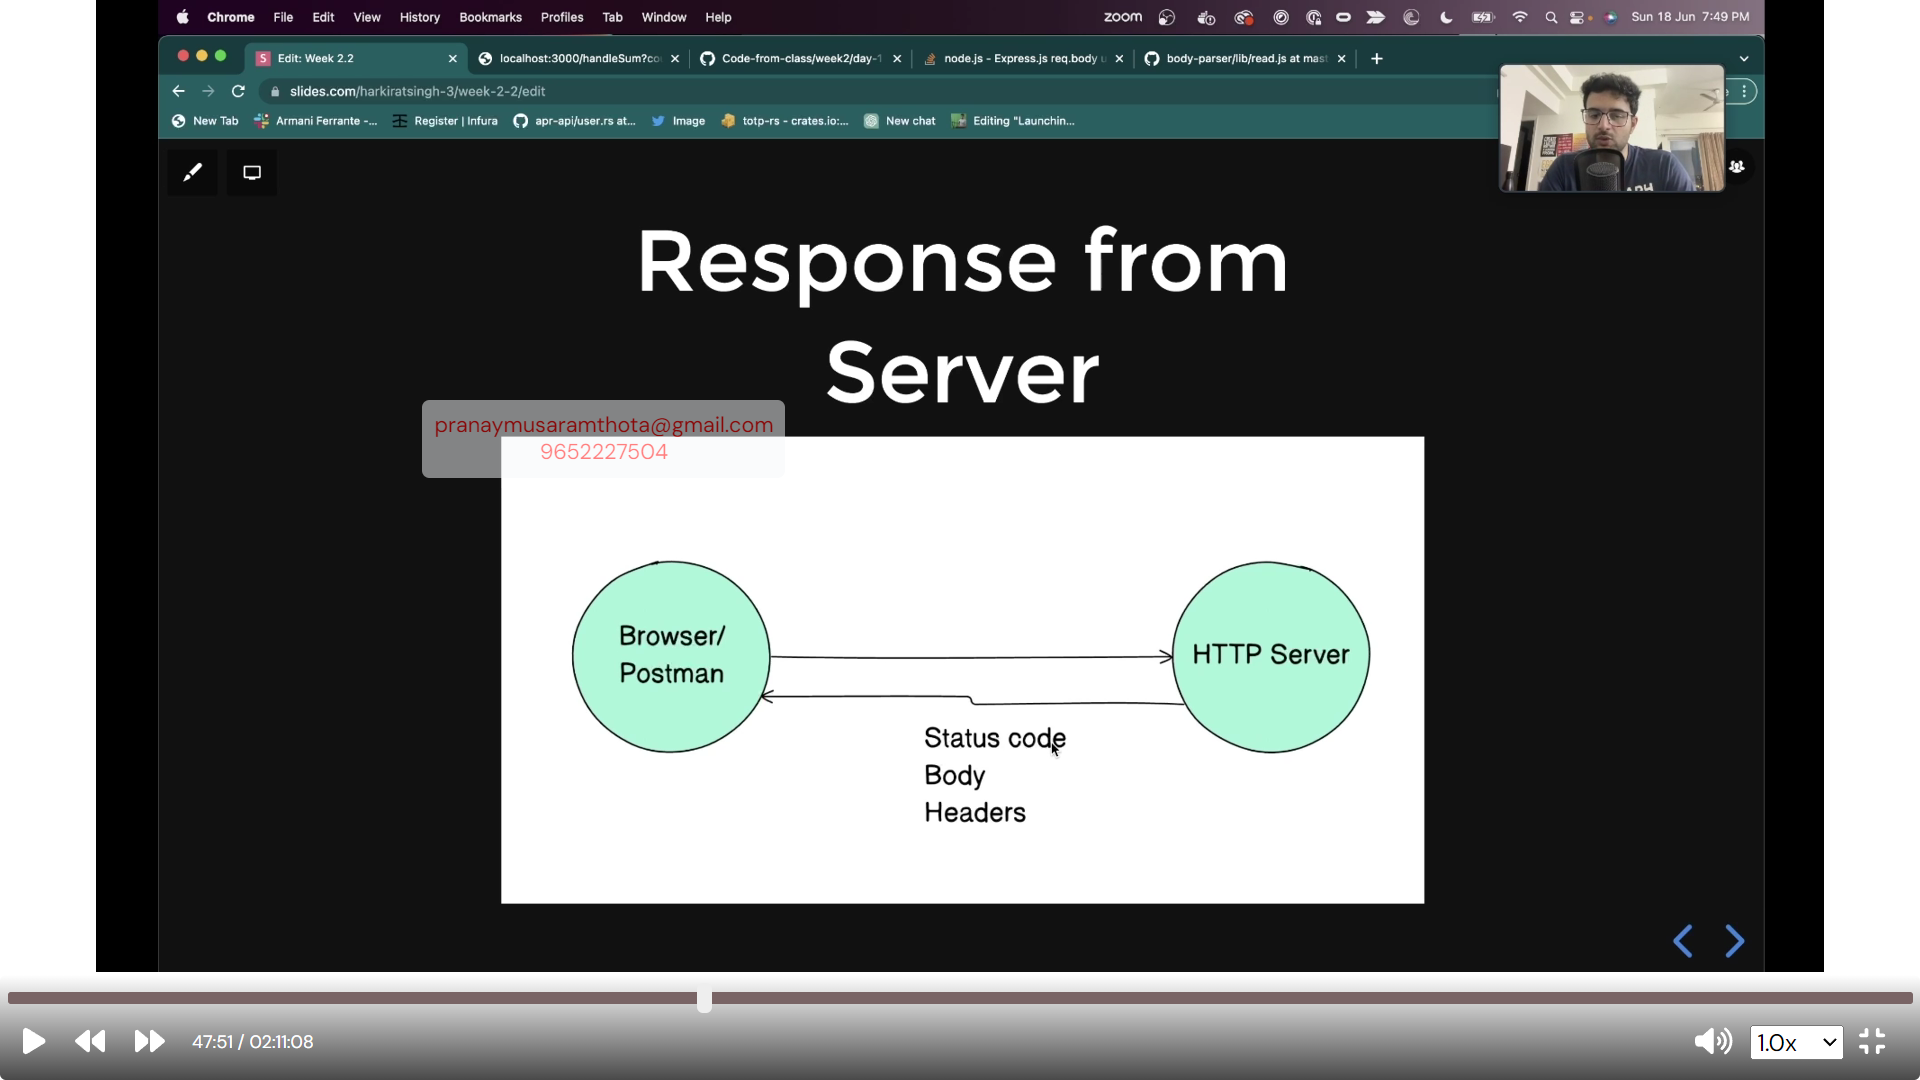 Chrome File Edit View History Bookmarks Profiles Tab Window Help zoom Sun 18 Jun 7:49 PM
Edit: Week 2.2 localhost:3000/handleSum?co Code-from-class/week2/day-1 node.js - Express.js req.body u body-parser/lib/read.js at mast
slides.com/harkiratsingh-3/week-2-2/edit
New Tab Armani Ferrante -... Register | Infura apr-api/user.rs at... Image totp-rs - crates.io:... New chat Editing "Launchin...
Response from
Server
pranaymusaramthota@gmail.com
9652227504
Browser/
Postman
HTTP Server
Status code
Body
Headers
47:51 / 02:11:08 1.0x